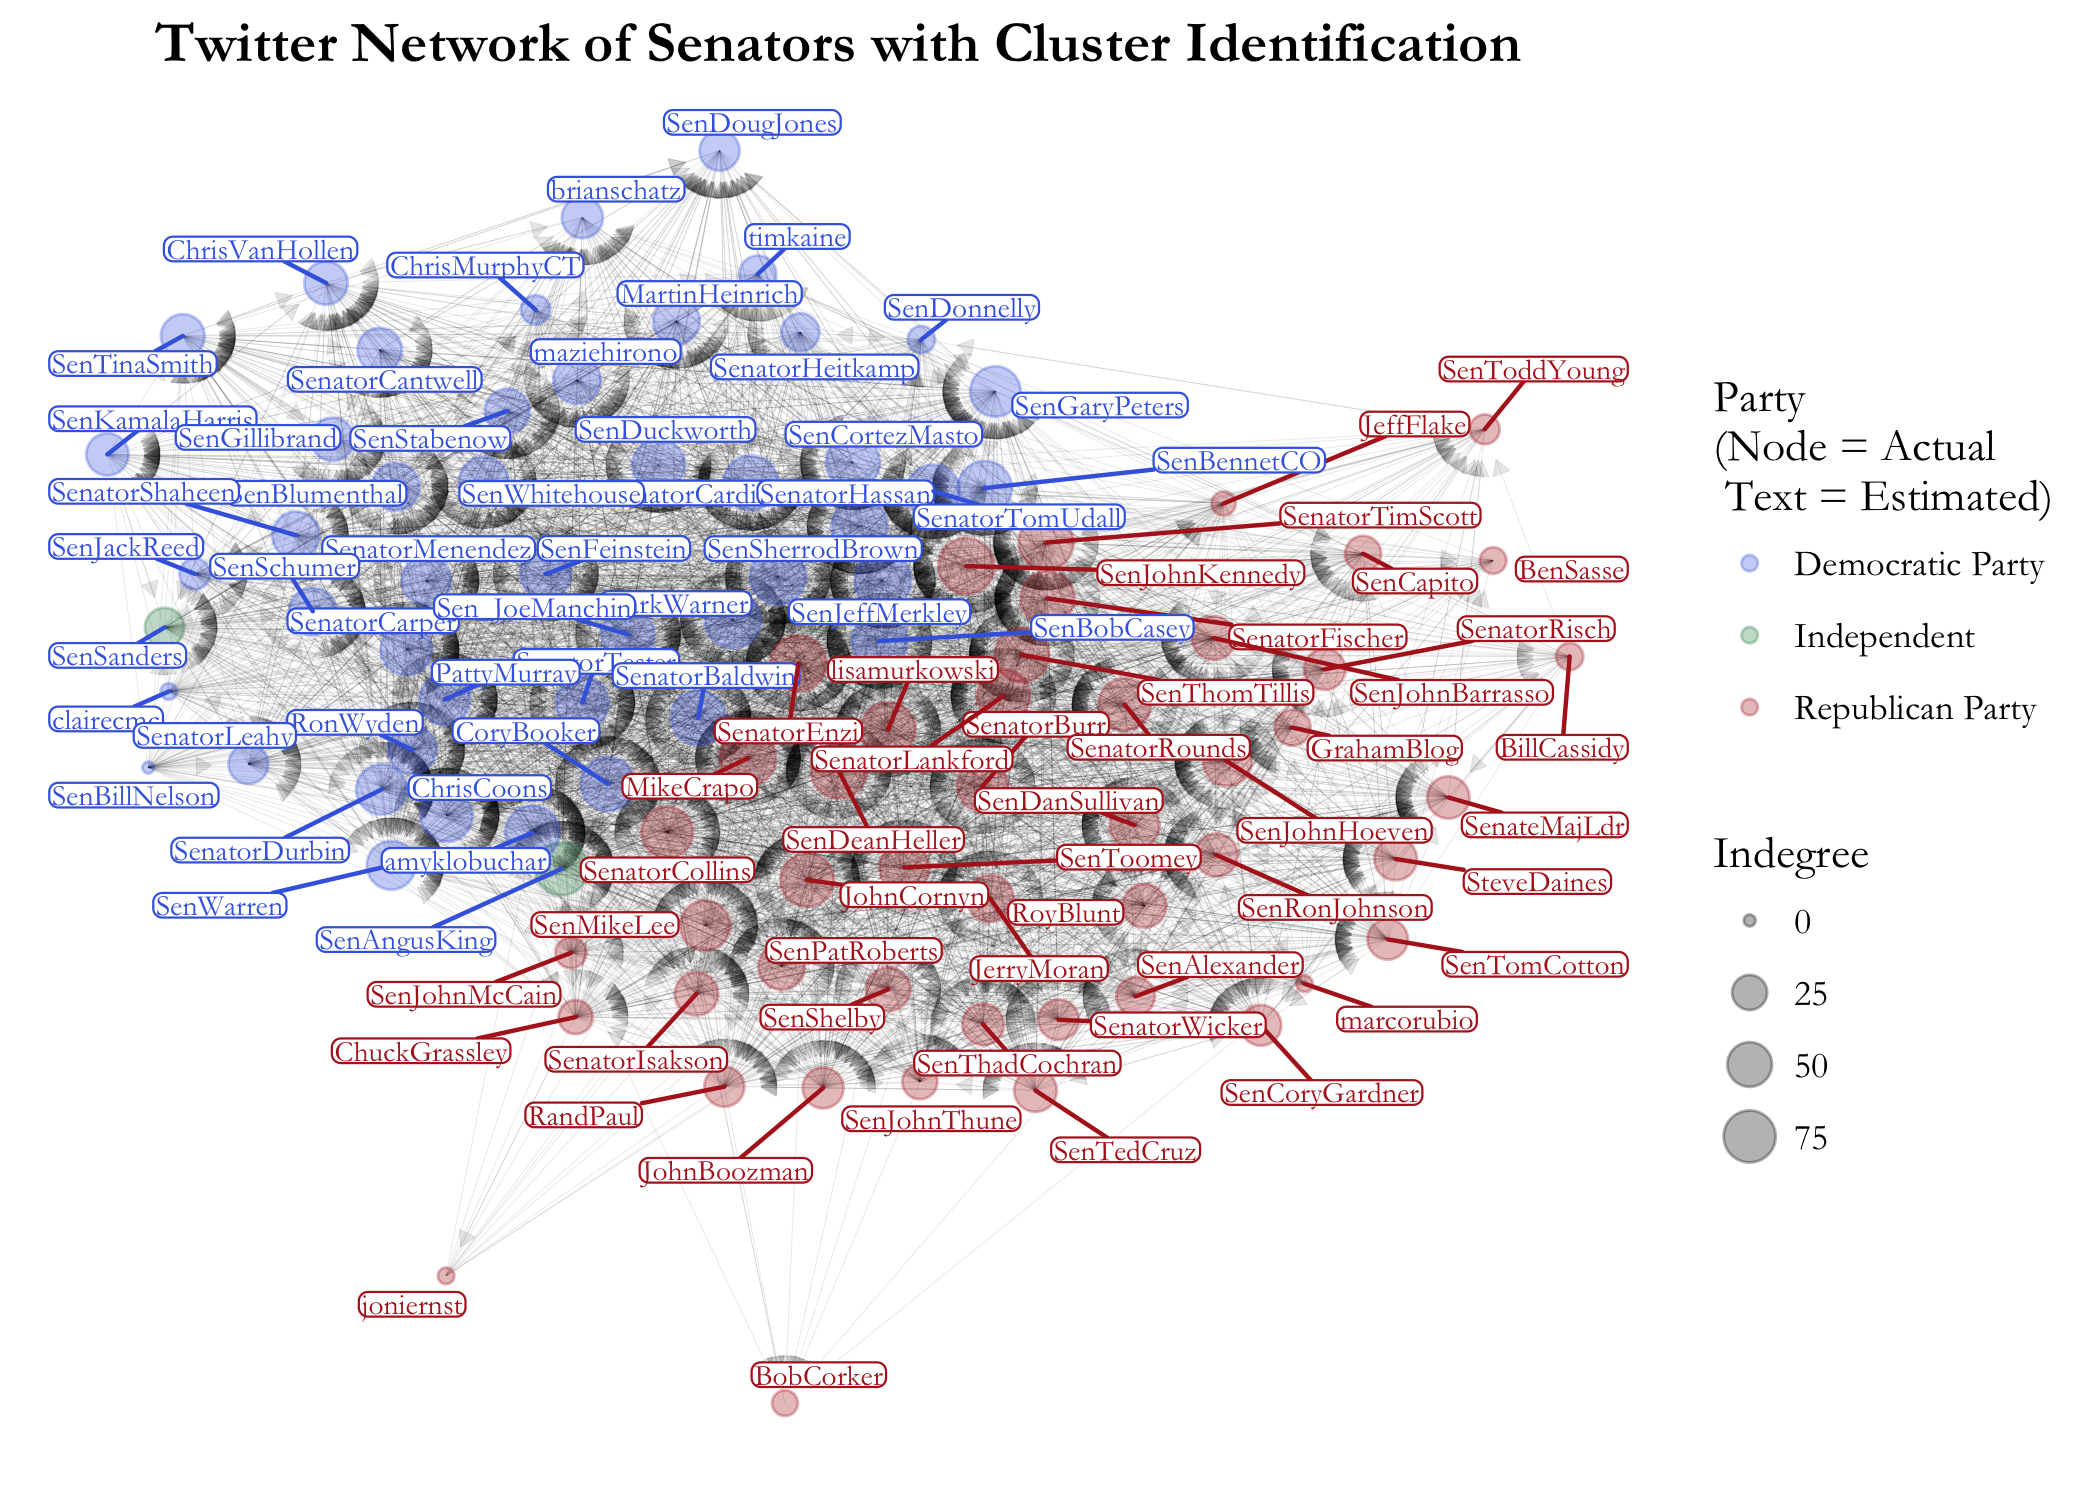 Twitter Network of Senators with Cluster Identification
SenDougJones
brianschatz
timkaine
ChrisVanHollen
ChrisMurphyCT
MartinHeinrich
SenDonnelly
maziehirono
SenTinaSmith
SenatorHeitkamp
SenToddYoung
SenatorCantwell
SenGaryPeters
SenKamalaHarris
JeffFlake
SenGillibrand
SenStabenow
SenDuckworth
SenCortezMasto
SenBennetCO
SenatorShaheen
SenWhitehouse
SenatorHassan
SenatorTomUdall
SenatorTimScott
SenJackReed
SenatorMenendez
SenFeinstein
SenSherrodBrown
SenSchumer
SenJohnKennedy
SenCapito
BenSasse
Sen_JoeManchin
SenJeffMerkley
SenatorCarper
SenBobCasey
SenatorFischer
SenatorRisch
SenSanders
PattyMurray
SenatorBaldwin
lisamurkowski
SenThomTillis
SenJohnBarrasso
SenatorLeahy
RonWyden
CoryBooker
SenatorEnzi
SenatorBurr
SenatorRounds
GrahamBlog
BillCassidy
SenatorLankford
SenBillNelson
ChrisCoons
MikeCrapo
SenDanSullivan
SenatorDurbin
SenDeanHeller
SenJohnHoeven
SenateMajLdr
amyklobuchar
SenatorCollins
SenToomey
SteveDaines
SenWarren
JohnCornyn
RoyBlunt
SenRonJohnson
SenAngusKing
SenMikeLee
SenPatRoberts
JerryMoran
SenAlexander
SenTomCotton
SenJohnMcCain
SenShelby
SenatorWicker
marcorubio
ChuckGrassley
SenatorIsakson
SenThadCochran
SenCoryGardner
RandPaul
SenJohnThune
SenTedCruz
JohnBoozman
joniernst
BobCorker
Party
(Node = Actual
Text = Estimated)
Democratic Party
Independent
Republican Party
Indegree
0
25
50
75